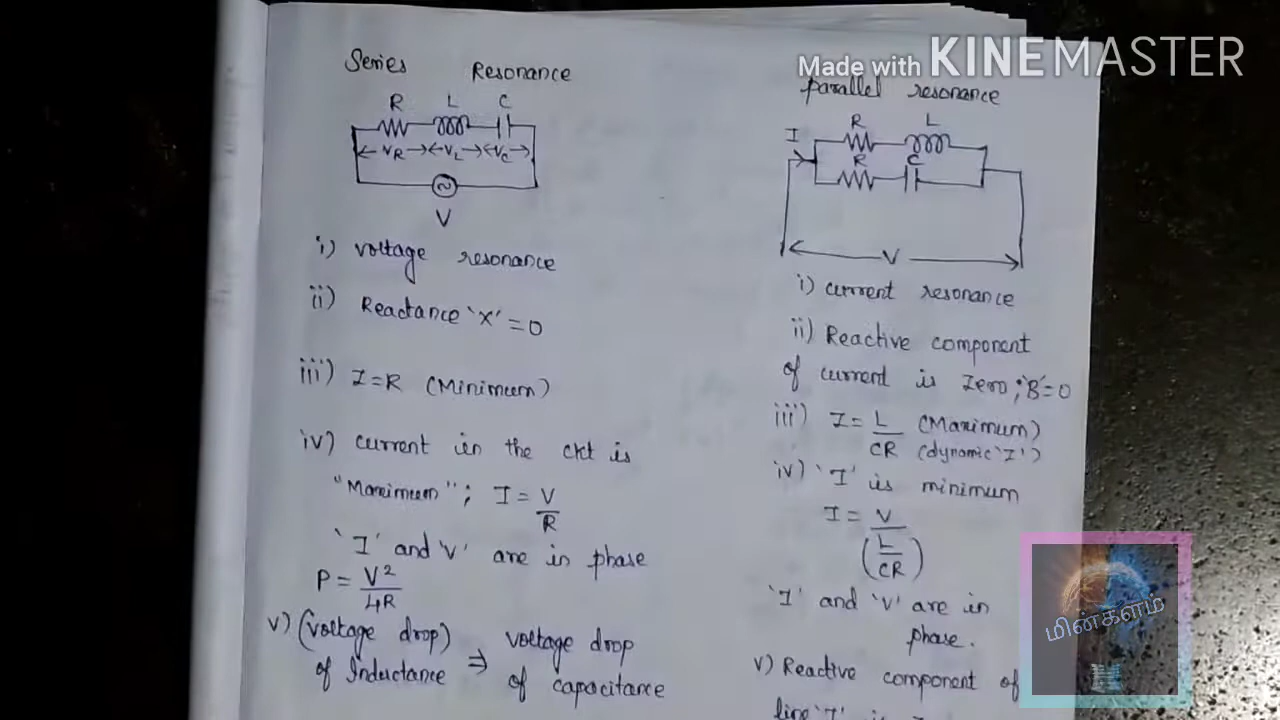 Made with KINEMASTER
Series Resonance
R L C
VR VL VC
V
i) voltage resonance
ii) Reactance 'X' = 0
iii) I = R (Minimum)
iv) current in the ckt is
"Maximum"; I = V/R
'I' and 'V' are in phase
P = V²/4R
v) (voltage drop) ⇒ voltage drop
of Inductance of capacitance
parallel resonance
I R L
R C
V
i) current resonance
ii) Reactive component
of current is zero; 'B' = 0
iii) I = L/CR (Maximum)
(dynamic 'I')
iv) 'I' is minimum
I = V/(L/CR)
'I' and 'V' are in
phase.
v) Reactive component of
line 'I' is
மின்களம்